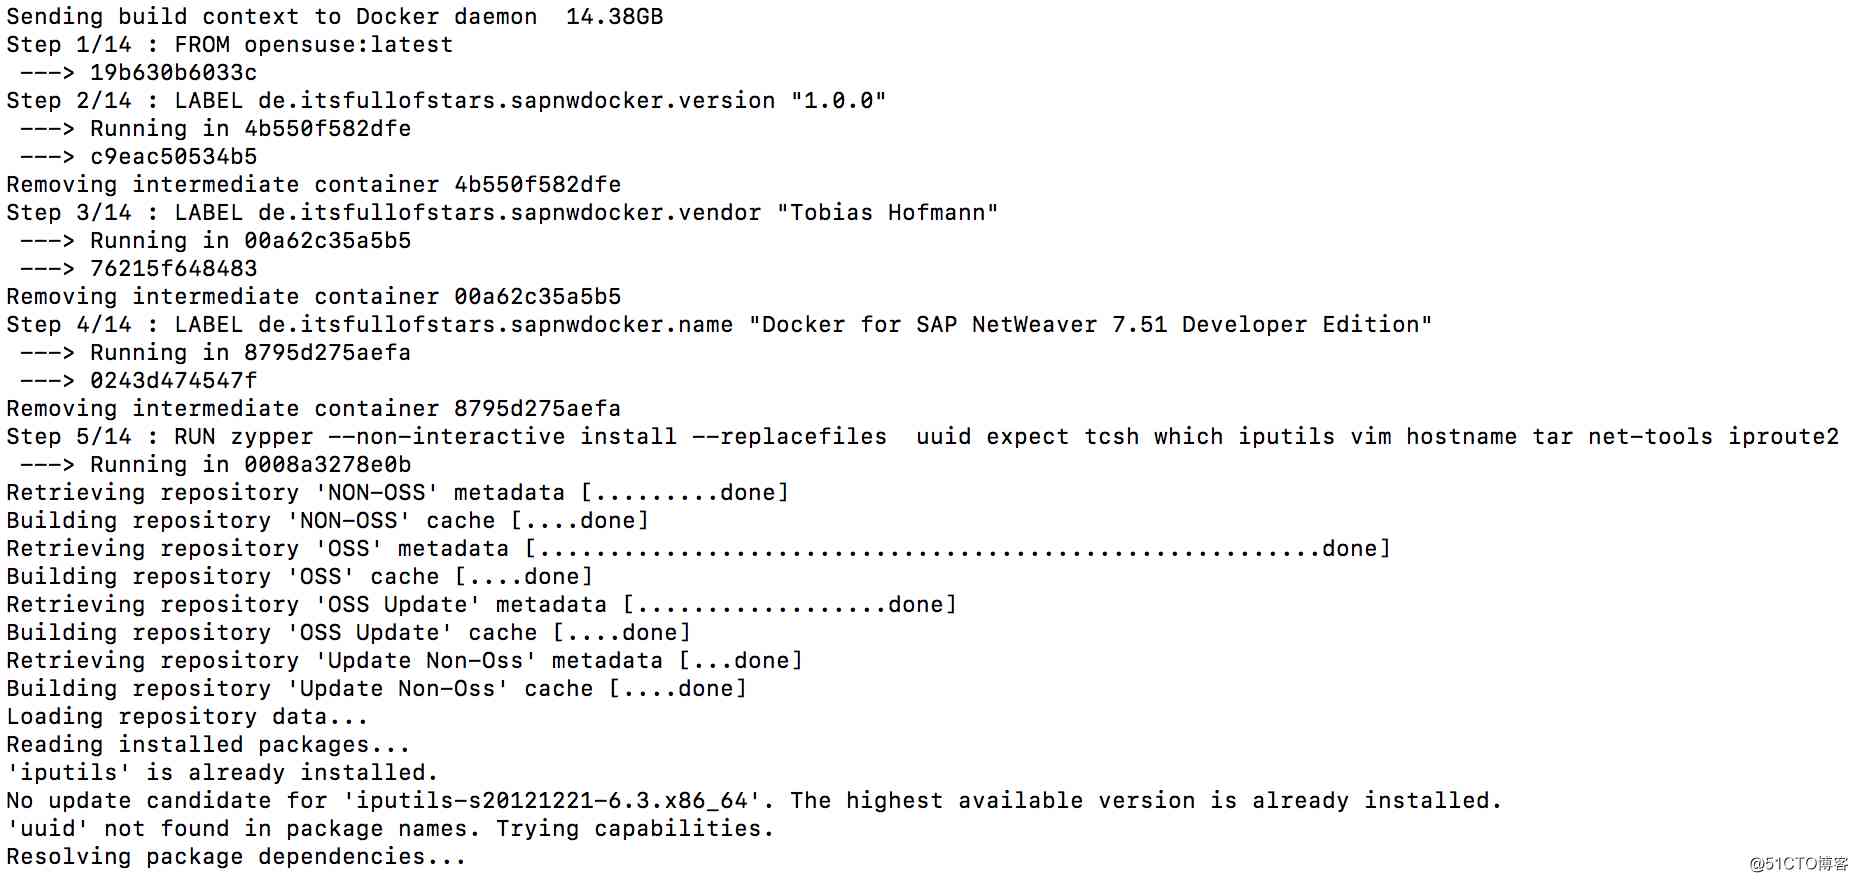 Sending build context to Docker daemon  14.38GB
Step 1/14 : FROM opensuse:latest
 ---> 19b630b6033c
Step 2/14 : LABEL de.itsfullofstars.sapnwdocker.version "1.0.0"
 ---> Running in 4b550f582dfe
 ---> c9eac50534b5
Removing intermediate container 4b550f582dfe
Step 3/14 : LABEL de.itsfullofstars.sapnwdocker.vendor "Tobias Hofmann"
 ---> Running in 00a62c35a5b5
 ---> 76215f648483
Removing intermediate container 00a62c35a5b5
Step 4/14 : LABEL de.itsfullofstars.sapnwdocker.name "Docker for SAP NetWeaver 7.51 Developer Edition"
 ---> Running in 8795d275aefa
 ---> 0243d474547f
Removing intermediate container 8795d275aefa
Step 5/14 : RUN zypper --non-interactive install --replacefiles  uuid expect tcsh which iputils vim hostname tar net-tools iproute2
 ---> Running in 0008a3278e0b
Retrieving repository 'NON-OSS' metadata [.........done]
Building repository 'NON-OSS' cache [....done]
Retrieving repository 'OSS' metadata [........................................................done]
Building repository 'OSS' cache [....done]
Retrieving repository 'OSS Update' metadata [..................done]
Building repository 'OSS Update' cache [....done]
Retrieving repository 'Update Non-Oss' metadata [...done]
Building repository 'Update Non-Oss' cache [....done]
Loading repository data...
Reading installed packages...
'iputils' is already installed.
No update candidate for 'iputils-s20121221-6.3.x86_64'. The highest available version is already installed.
'uuid' not found in package names. Trying capabilities.
Resolving package dependencies...
@51CTO博客